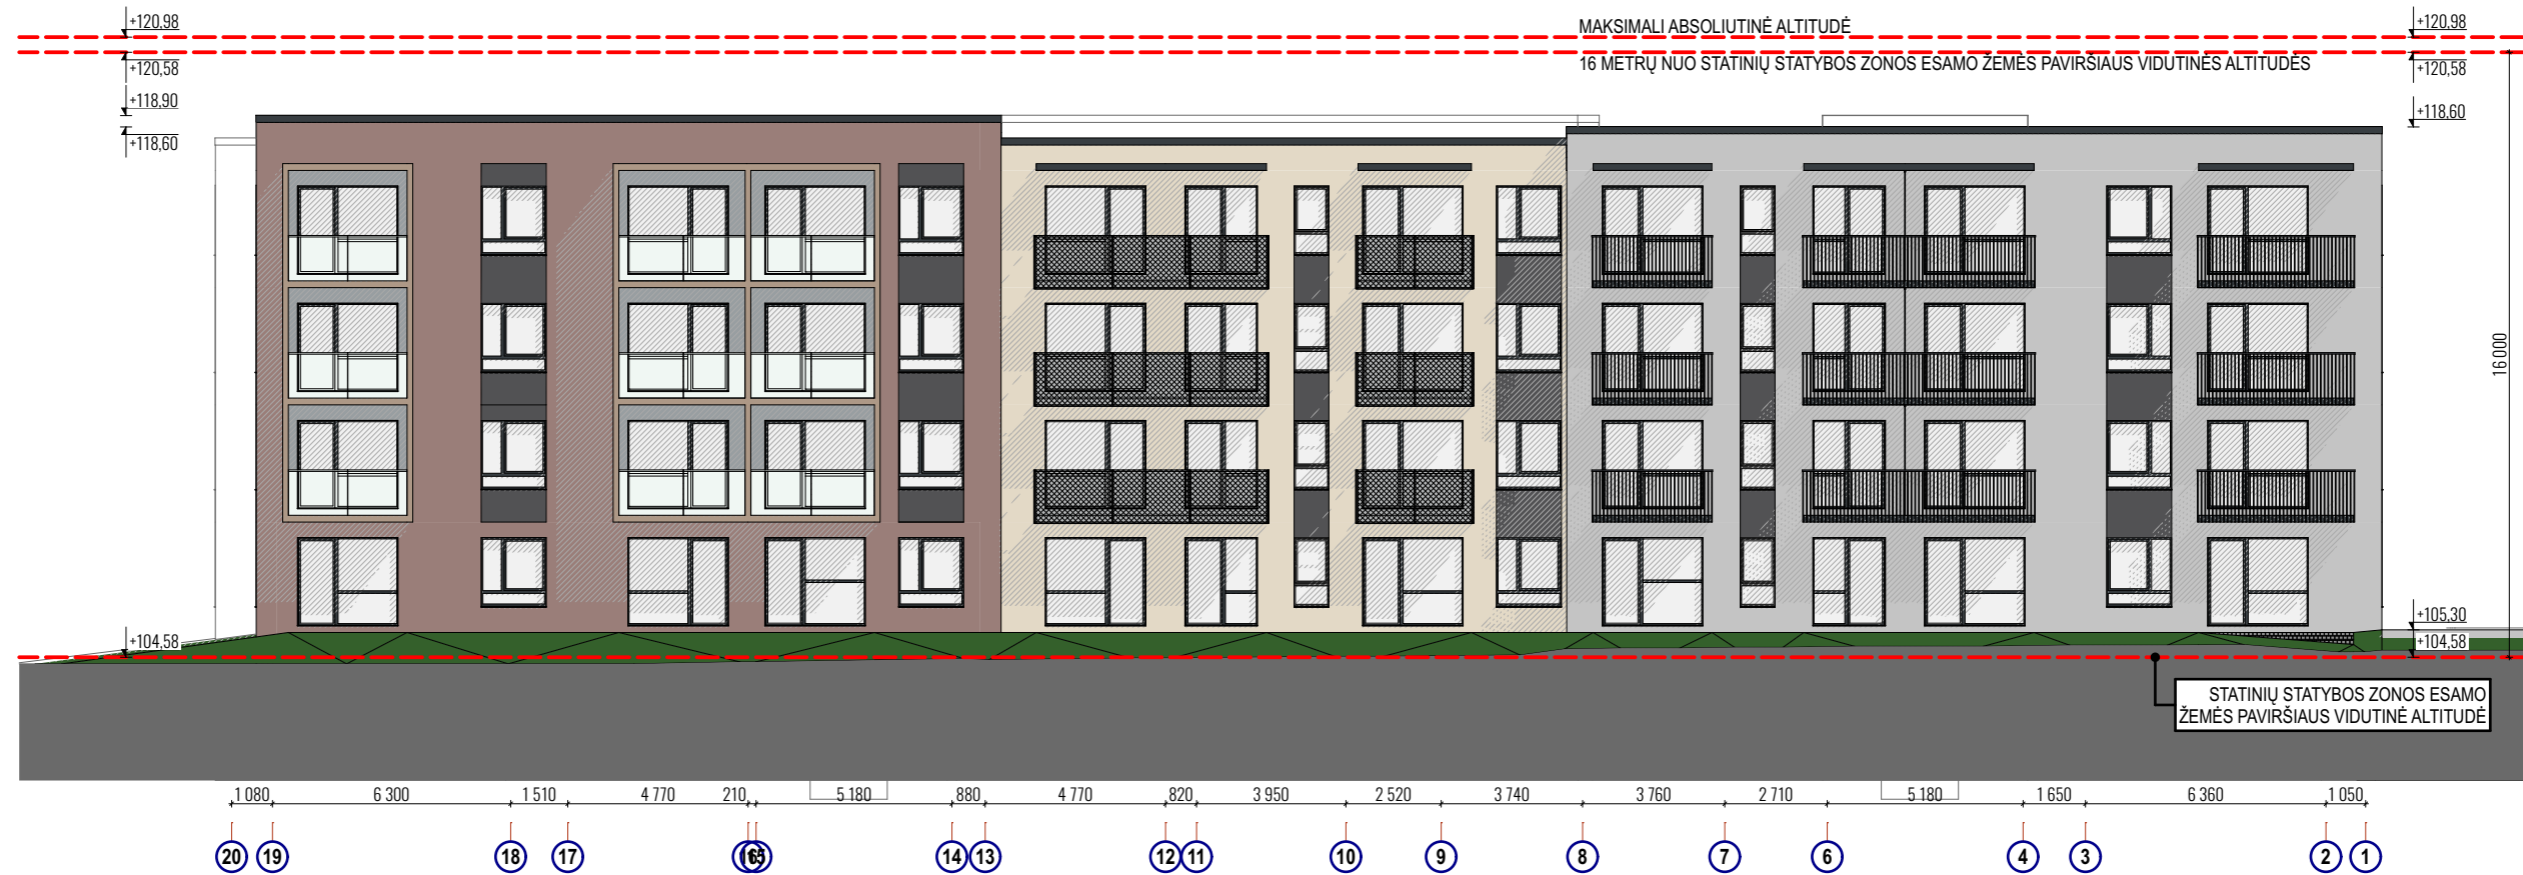 +120,98
MAKSIMALI ABSOLIUTINĖ ALTITUDĖ
+120,98
+120,58
16 METRŲ NUO STATINIŲ STATYBOS ZONOS ESAMO ŽEMĖS PAVIRŠIAUS VIDUTINĖS ALTITUDĖS
+120,58
+118,90
+118,60
+118,60
16 000
+105,30
+104,58
+104,58
STATINIŲ STATYBOS ZONOS ESAMO
ŽEMĖS PAVIRŠIAUS VIDUTINĖ ALTITUDĖ
1 080 6 300 1 510 4 770 210 5 180 880 4 770 820 3 950 2 520 3 740 3 760 2 710 5 180 1 650 6 360 1 050
20 19 18 17 16 15 14 13 12 11 10 9 8 7 6 4 3 2 1